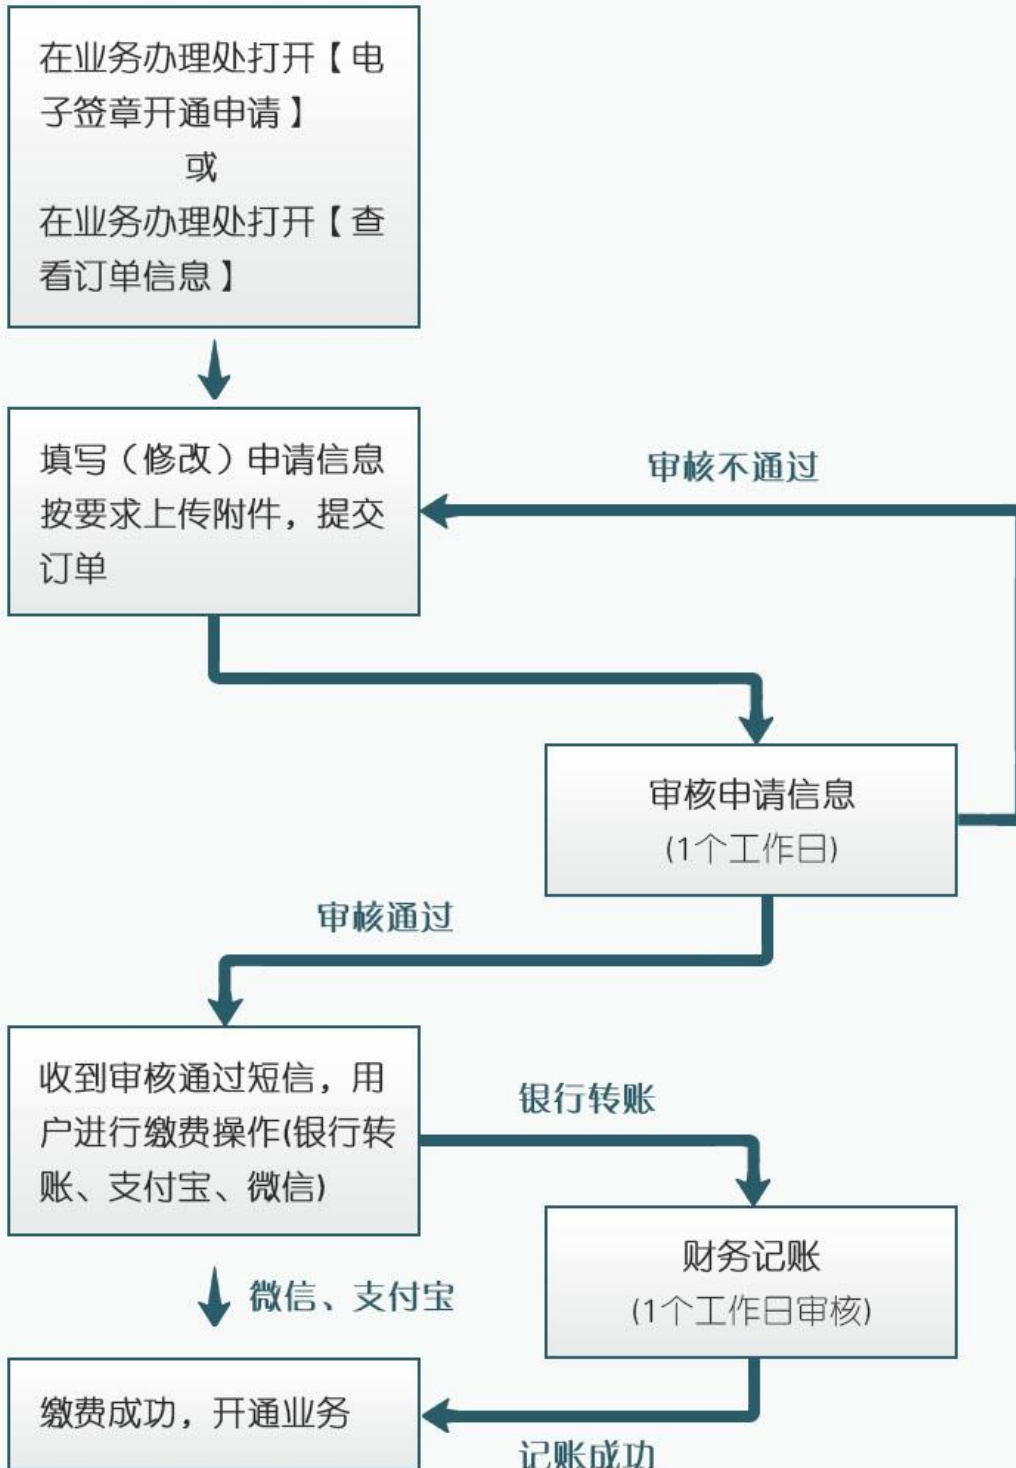 在业务办理处打开【电
子签章开通申请】
或
在业务办理处打开【查
看订单信息】
填写（修改）申请信息
按要求上传附件，提交
订单
审核不通过
审核申请信息
(1个工作日)
审核通过
收到审核通过短信，用
户进行缴费操作(银行转
账、支付宝、微信)
银行转账
财务记账
(1个工作日审核)
微信、支付宝
缴费成功，开通业务
记账成功